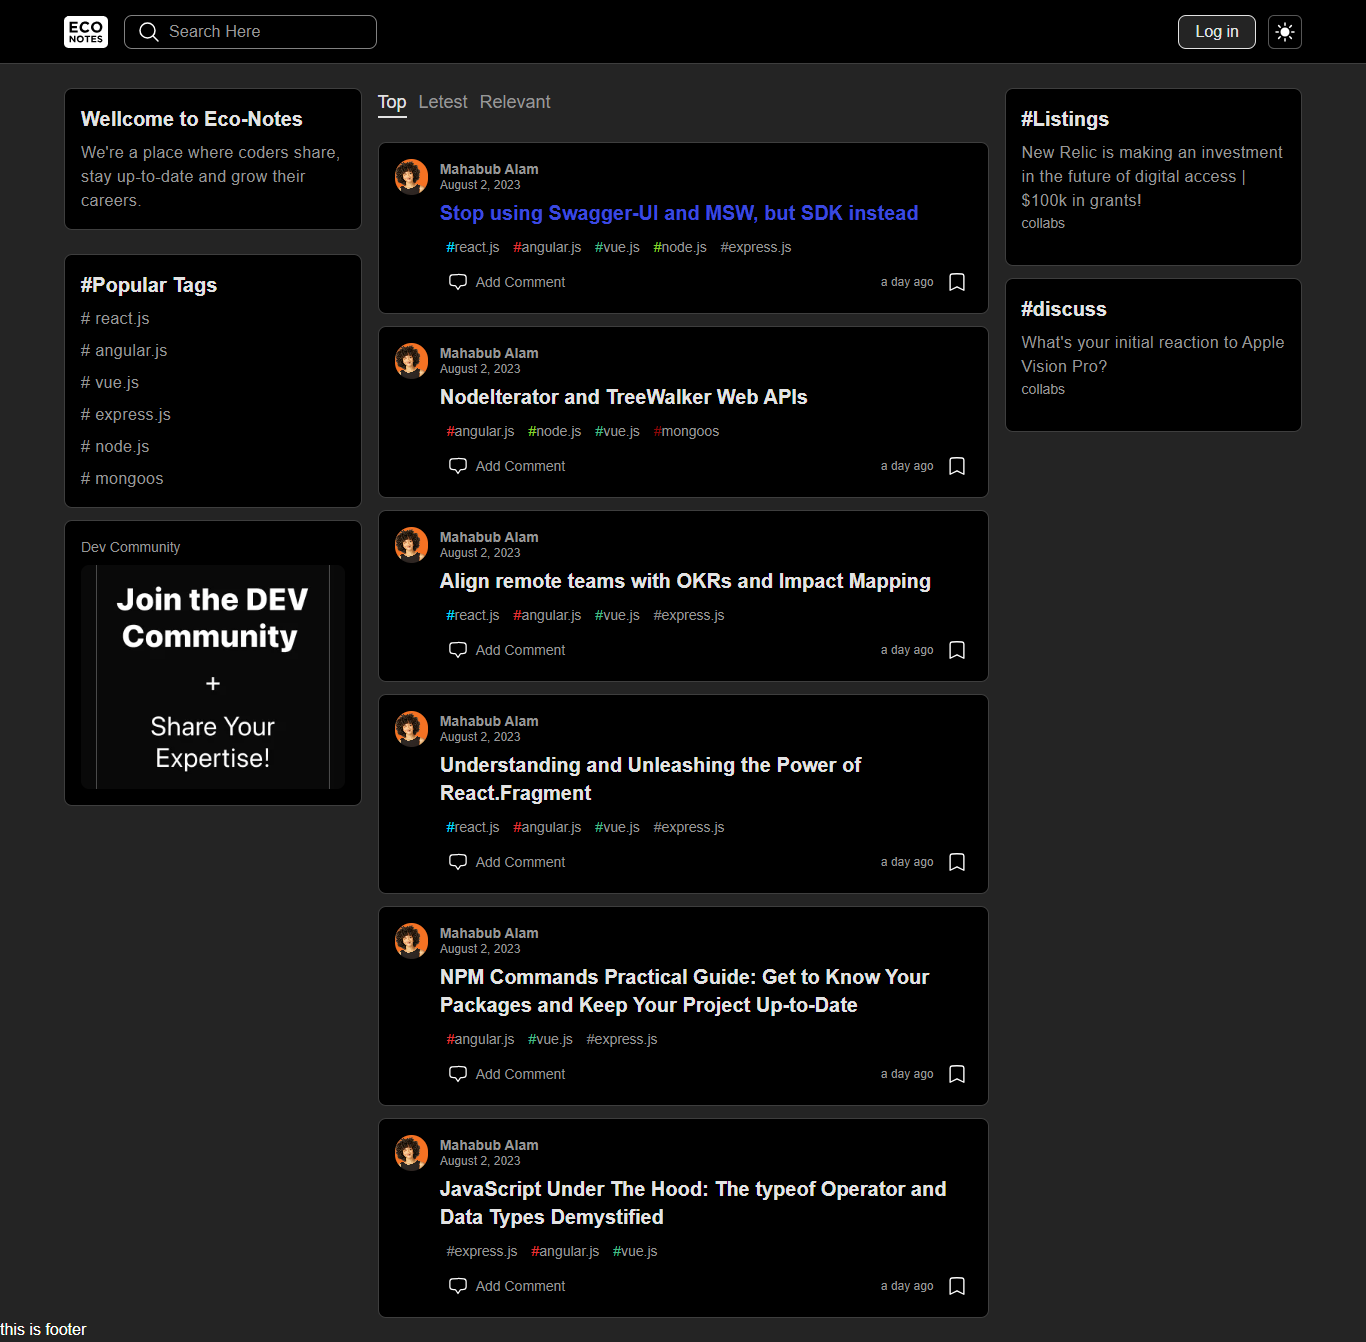 ECO
NOTES
Search Here
Log in
Wellcome to Eco-Notes
We're a place where coders share,
stay up-to-date and grow their
careers.
#Popular Tags
# react.js
# angular.js
# vue.js
# express.js
# node.js
# mongoos
Dev Community
Join the DEV
Community
+
Share Your
Expertise!
Top Letest Relevant
Mahabub Alam
August 2, 2023
Stop using Swagger-UI and MSW, but SDK instead
#react.js #angular.js #vue.js #node.js #express.js
Add Comment a day ago
Mahabub Alam
August 2, 2023
NodeIterator and TreeWalker Web APIs
#angular.js #node.js #vue.js #mongoos
Add Comment a day ago
Mahabub Alam
August 2, 2023
Align remote teams with OKRs and Impact Mapping
#react.js #angular.js #vue.js #express.js
Add Comment a day ago
Mahabub Alam
August 2, 2023
Understanding and Unleashing the Power of
React.Fragment
#react.js #angular.js #vue.js #express.js
Add Comment a day ago
Mahabub Alam
August 2, 2023
NPM Commands Practical Guide: Get to Know Your
Packages and Keep Your Project Up-to-Date
#angular.js #vue.js #express.js
Add Comment a day ago
Mahabub Alam
August 2, 2023
JavaScript Under The Hood: The typeof Operator and
Data Types Demystified
#express.js #angular.js #vue.js
Add Comment a day ago
#Listings
New Relic is making an investment
in the future of digital access |
$100k in grants!
collabs
#discuss
What's your initial reaction to Apple
Vision Pro?
collabs
this is footer